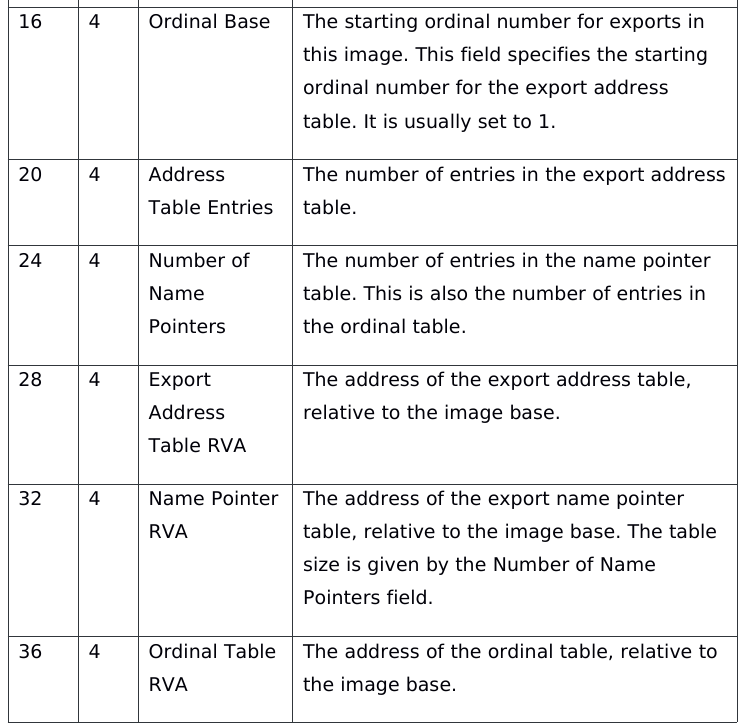 16 4 Ordinal Base The starting ordinal number for exports in
this image. This field specifies the starting
ordinal number for the export address
table. It is usually set to 1.
20 4 Address The number of entries in the export address
Table Entries table.
24 4 Number of The number of entries in the name pointer
Name table. This is also the number of entries in
Pointers the ordinal table.
28 4 Export The address of the export address table,
Address relative to the image base.
Table RVA
32 4 Name Pointer The address of the export name pointer
RVA table, relative to the image base. The table
size is given by the Number of Name
Pointers field.
36 4 Ordinal Table The address of the ordinal table, relative to
RVA the image base.